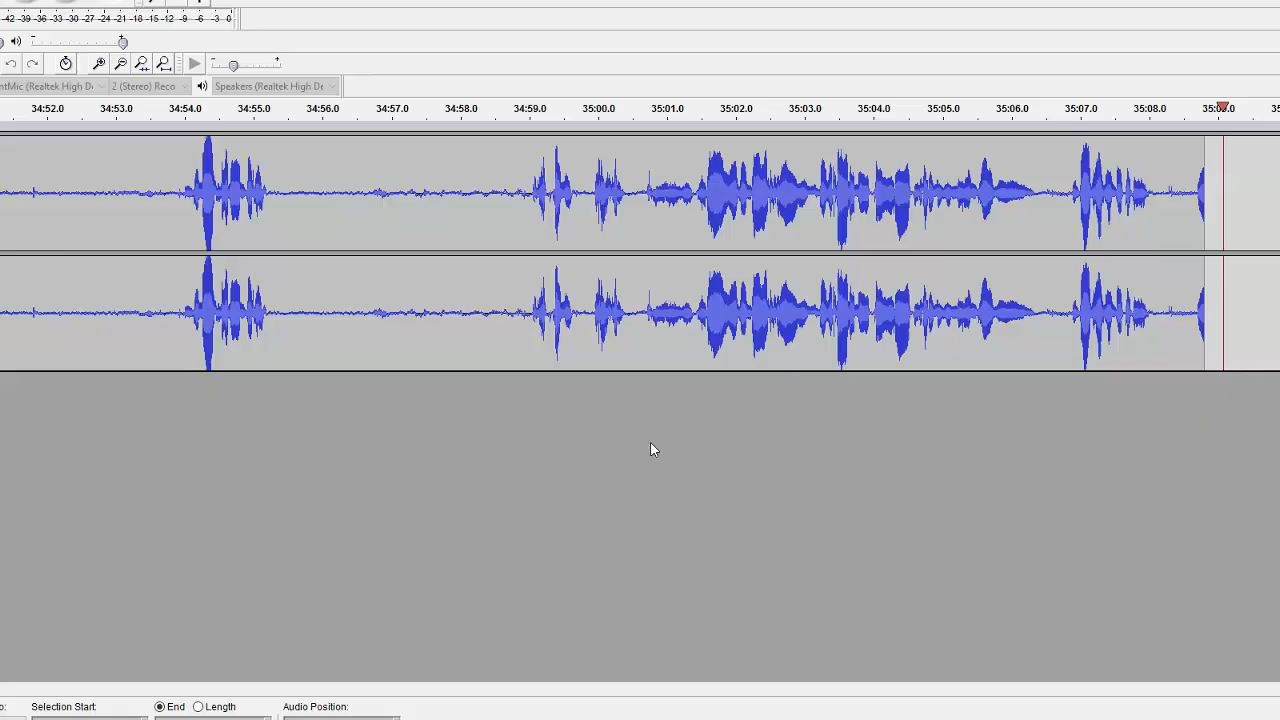 -42 -39 -36 -33 -30 -27 -24 -21 -18 -15 -12 -9 -6 -3 0
- +
- +
ntMic (Realtek High De 2 (Stereo) Reco Speakers (Realtek High De
34:52.0 34:53.0 34:54.0 34:55.0 34:56.0 34:57.0 34:58.0 34:59.0 35:00.0 35:01.0 35:02.0 35:03.0 35:04.0 35:05.0 35:06.0 35:07.0 35:08.0
o: Selection Start: End Length Audio Position: